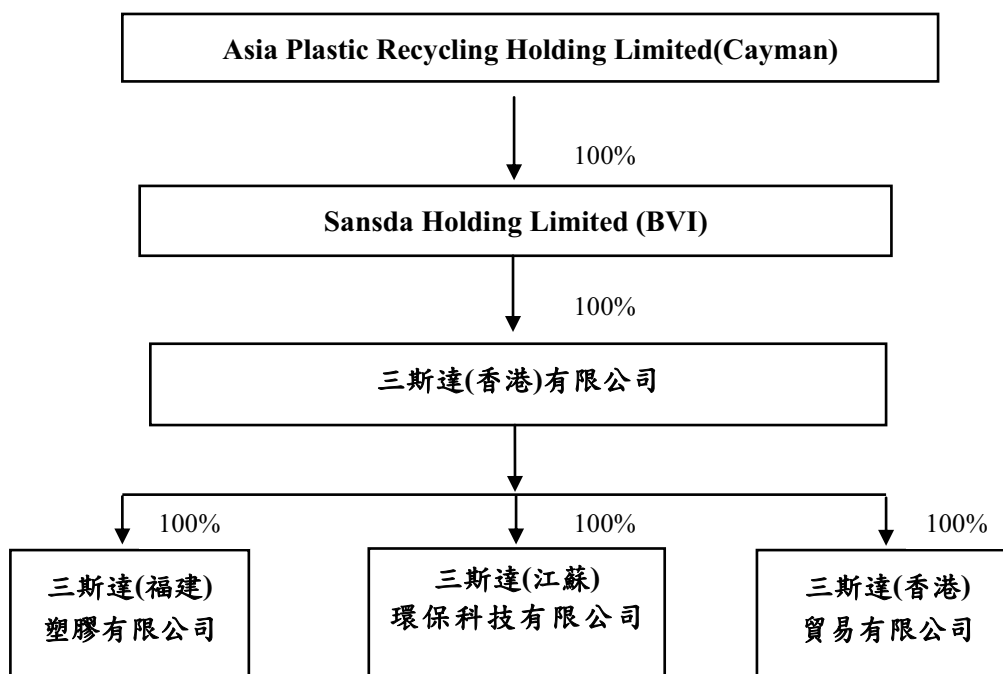 Asia Plastic Recycling Holding Limited(Cayman)
100%
Sansda Holding Limited (BVI)
100%
三斯達(香港)有限公司
100%
100%
100%
三斯達(福建)
塑膠有限公司
三斯達(江蘇)
環保科技有限公司
三斯達(香港)
貿易有限公司